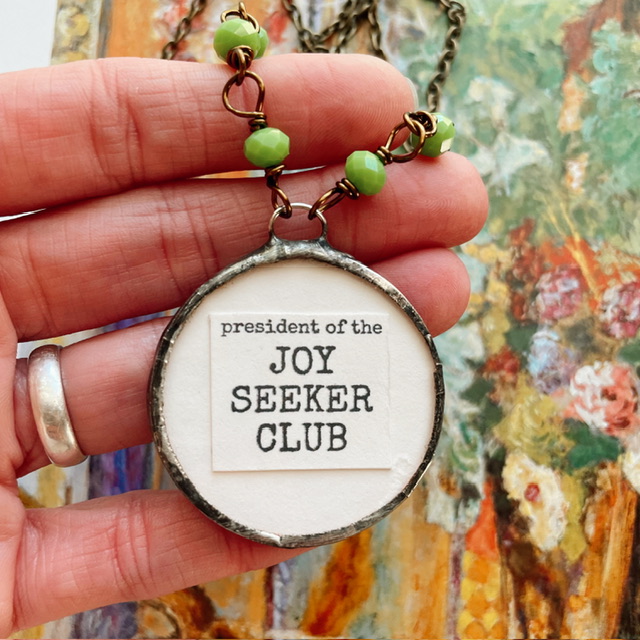 president of the
JOY
SEEKER
CLUB